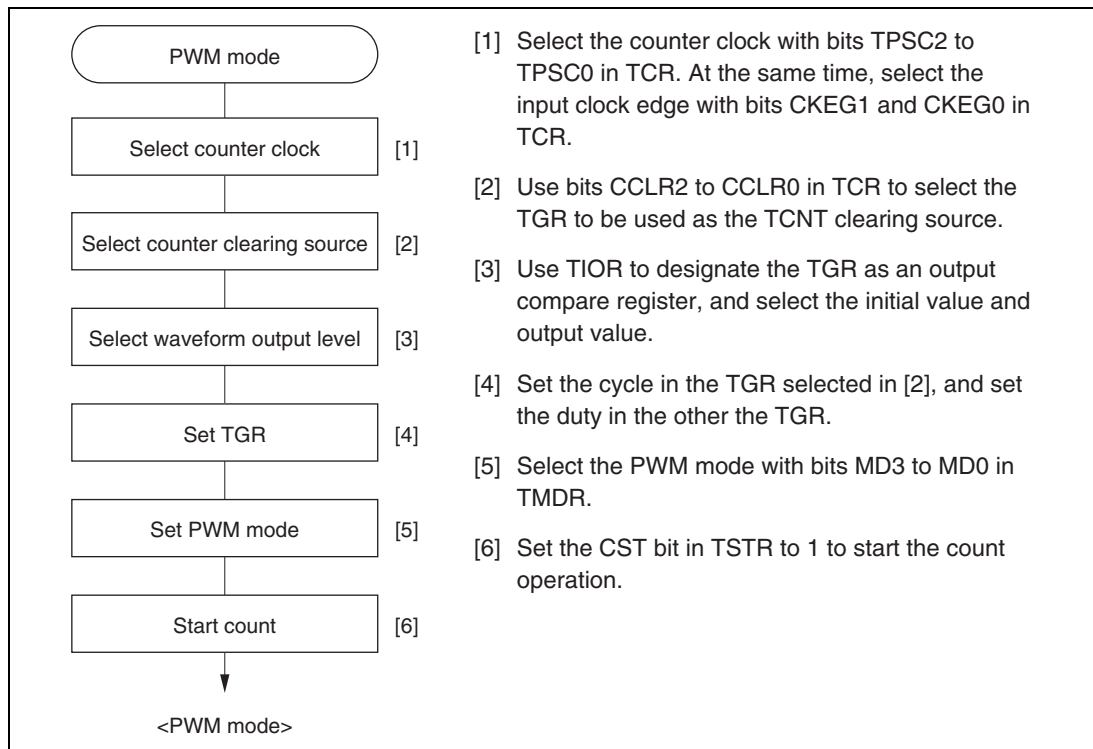 PWM mode
Select counter clock [1]
Select counter clearing source [2]
Select waveform output level [3]
Set TGR [4]
Set PWM mode [5]
Start count [6]
<PWM mode>
[1] Select the counter clock with bits TPSC2 to
TPSC0 in TCR. At the same time, select the
input clock edge with bits CKEG1 and CKEG0 in
TCR.
[2] Use bits CCLR2 to CCLR0 in TCR to select the
TGR to be used as the TCNT clearing source.
[3] Use TIOR to designate the TGR as an output
compare register, and select the initial value and
output value.
[4] Set the cycle in the TGR selected in [2], and set
the duty in the other the TGR.
[5] Select the PWM mode with bits MD3 to MD0 in
TMDR.
[6] Set the CST bit in TSTR to 1 to start the count
operation.